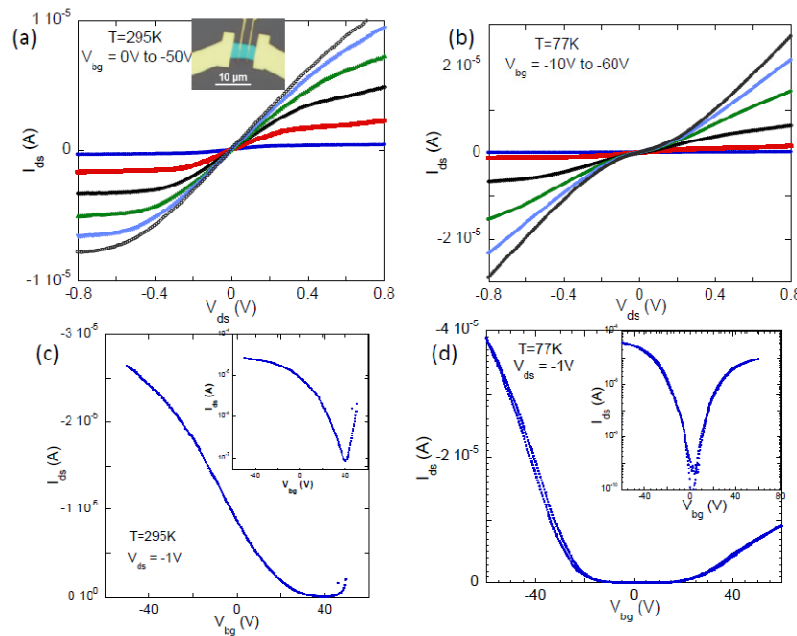 (a)
1 10⁻⁵
T=295K
V_bg = 0V to -50V
10 µm
I_ds (A)
0
-1 10⁻⁵
-0.8 -0.4 0 0.4 0.8
V_ds (V)
(b)
T=77K
V_bg = -10V to -60V
2 10⁻⁵
I_ds (A)
0
-2 10⁻⁵
-0.8 -0.4 0 0.4 0.8
V_ds (V)
(c)
-3 10⁻⁵
-2 10⁻⁵
I_ds (A)
-1 10⁻⁵
0 10⁰
T=295K
V_ds = -1V
-40 0 40
V_bg (V)
I_ds (A)
-40 0 40
V_bg (V)
(d)
-4 10⁻⁵
T=77K
V_ds = -1V
I_ds (A)
-2 10⁻⁵
0
-40 0 40
V_bg (V)
I_ds (A)
10⁻¹⁰
-40 0 40 80
V_bg (V)